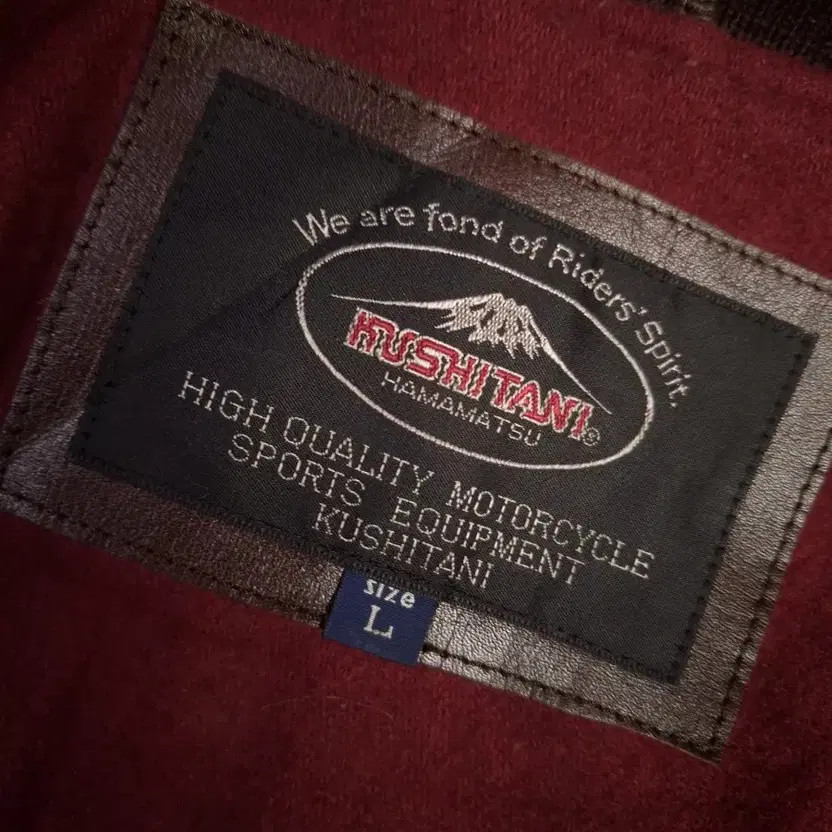 We are fond of Riders' Spirit.
KUSHITANI®
HAMAMATSU
HIGH QUALITY MOTORCYCLE
SPORTS EQUIPMENT
KUSHITANI
size
L